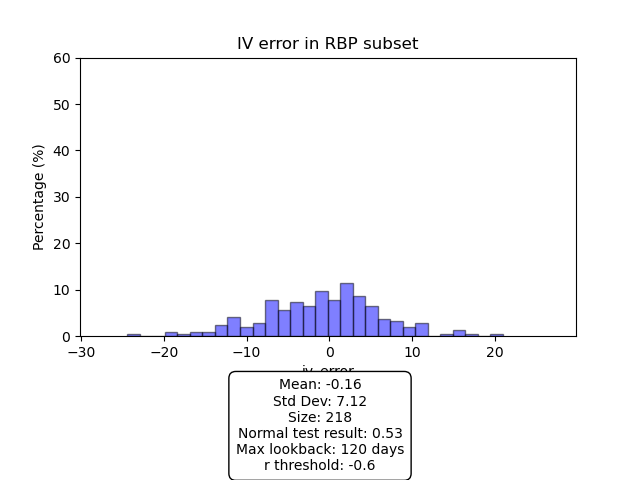 IV error in RBP subset
Percentage (%)
60
50
40
30
20
10
0
−30 −20 −10 0 10 20
iv_error
Mean: -0.16
Std Dev: 7.12
Size: 218
Normal test result: 0.53
Max lookback: 120 days
r threshold: -0.6